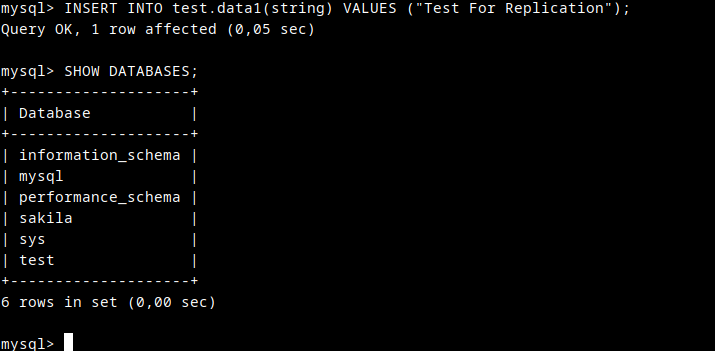 mysql> INSERT INTO test.data1(string) VALUES ("Test For Replication");
Query OK, 1 row affected (0,05 sec)
mysql> SHOW DATABASES;
+--------------------+
| Database           |
+--------------------+
| information_schema |
| mysql              |
| performance_schema |
| sakila             |
| sys                |
| test               |
+--------------------+
6 rows in set (0,00 sec)
mysql>